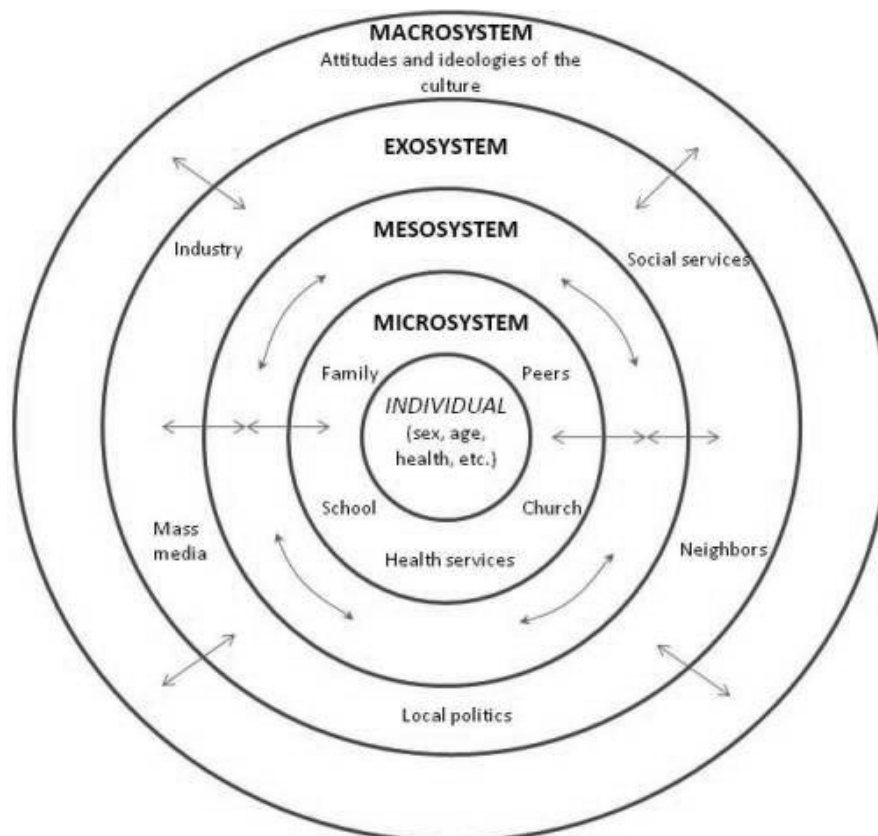 MACROSYSTEM
Attitudes and ideologies of the
culture
EXOSYSTEM
MESOSYSTEM
Industry
Social services
MICROSYSTEM
Family
Peers
INDIVIDUAL
(sex, age,
health, etc.}
School
Church
Mass
media
Health services
Neighbors
Local politics